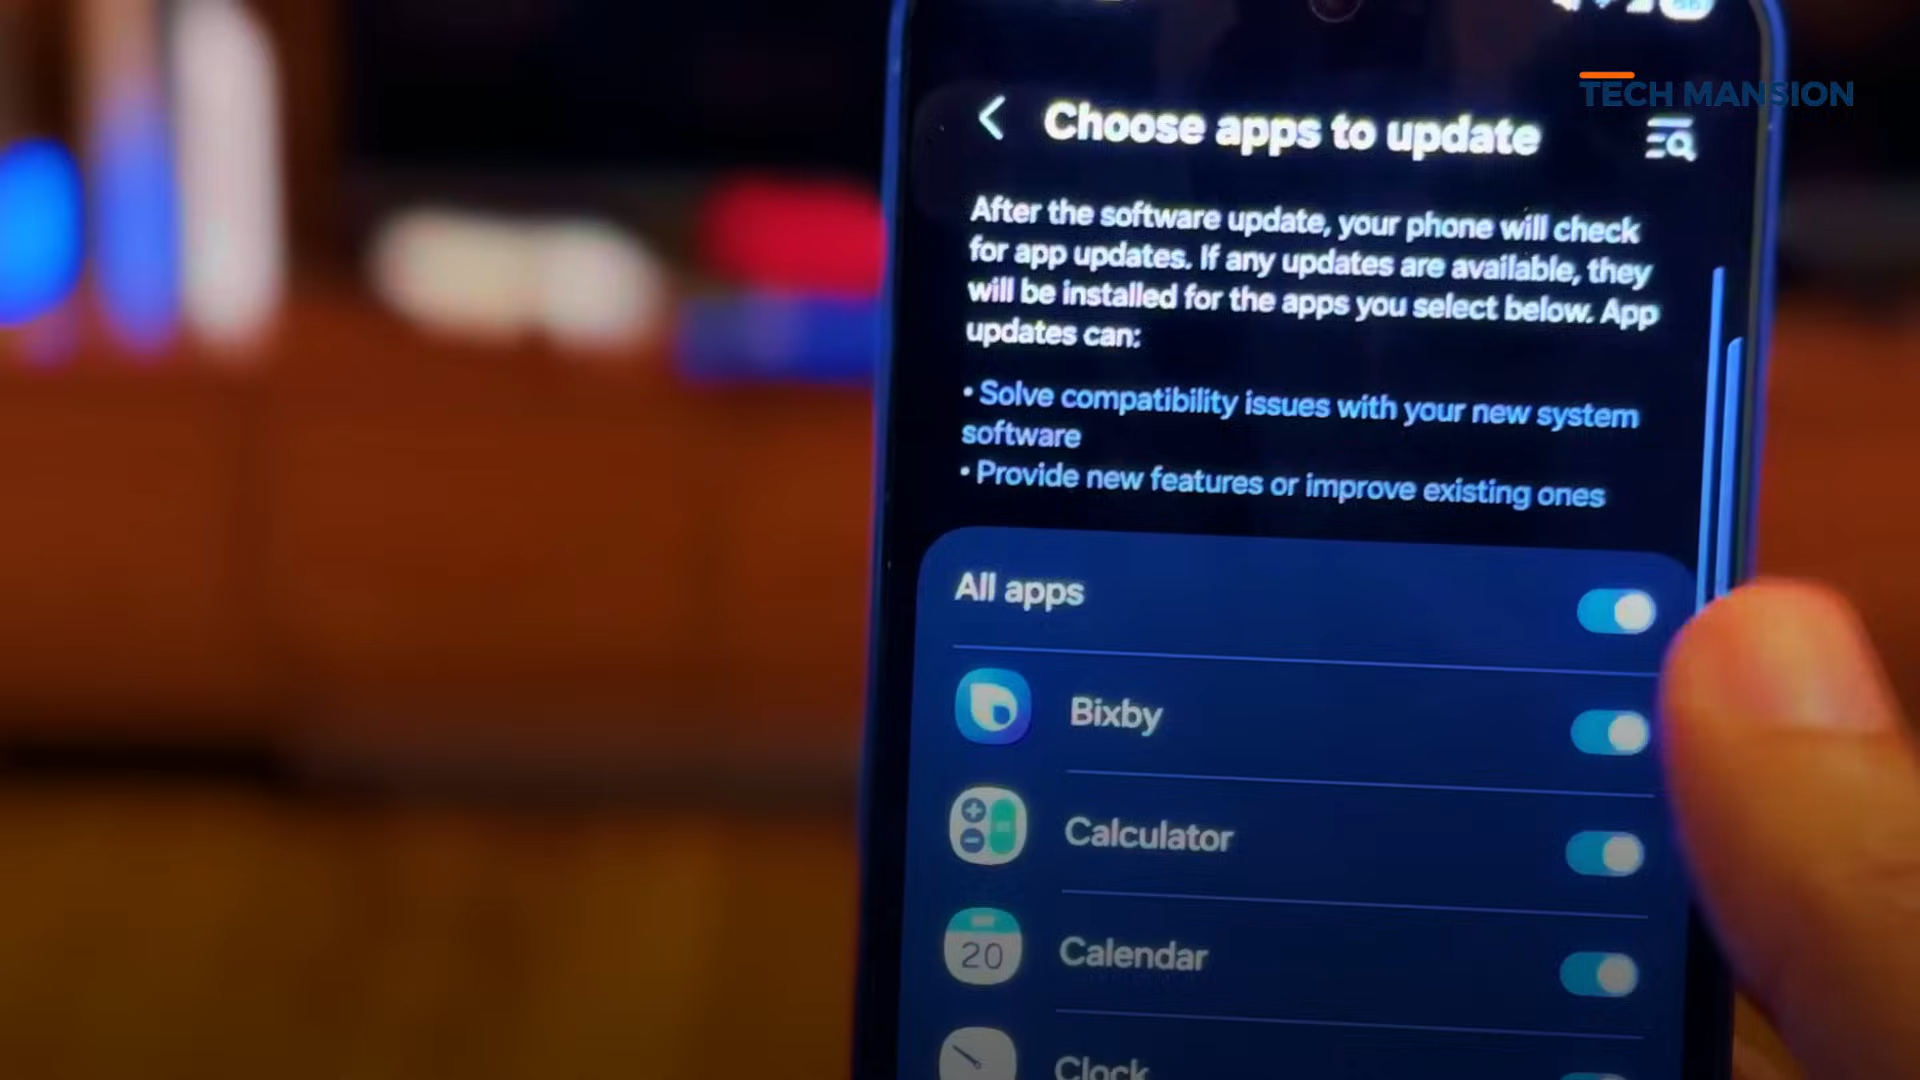 TECH MANSION
Choose apps to update
After the software update, your phone will check
for app updates. If any updates are available, they
will be installed for the apps you select below. App
updates can:
• Solve compatibility issues with your new system
software
• Provide new features or improve existing ones
All apps
Bixby
Calculator
20
Calendar
Clock